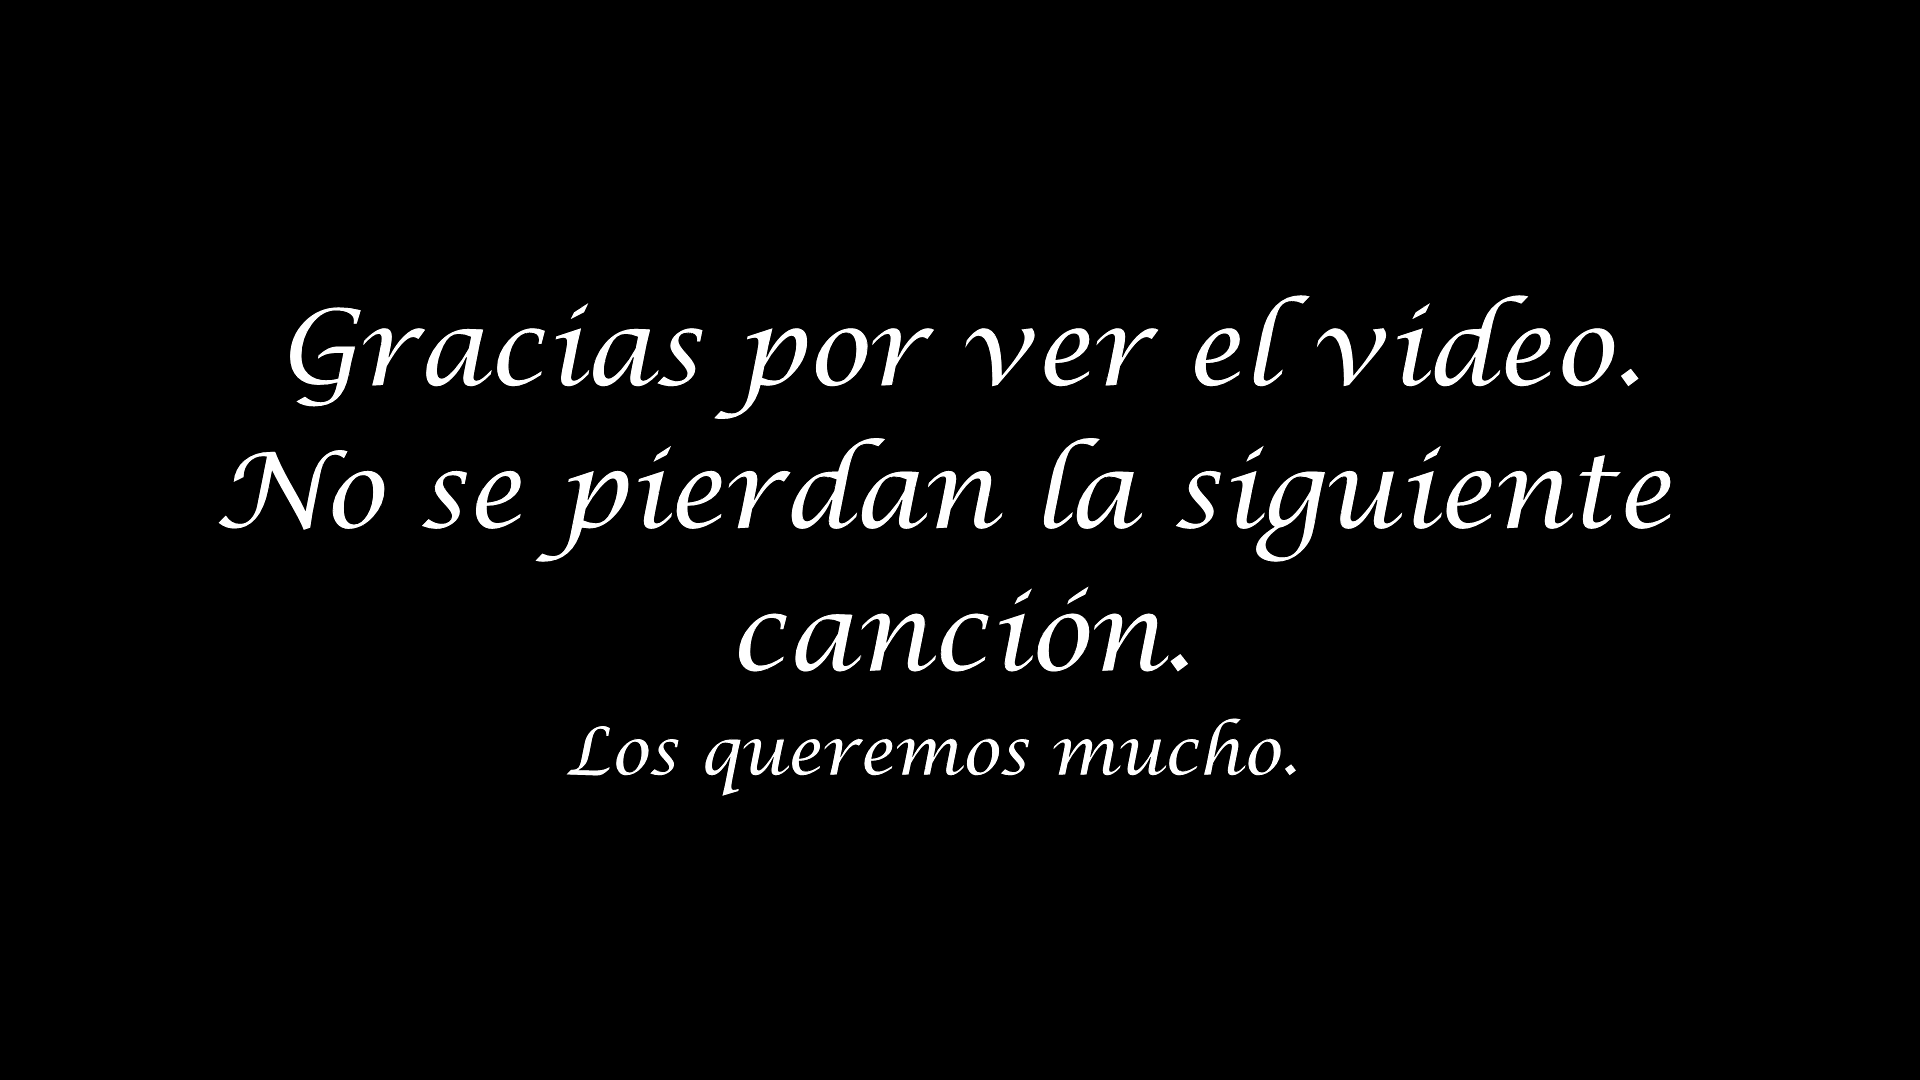 Gracias por ver el video.
No se pierdan la siguiente
canción.
Los queremos mucho.